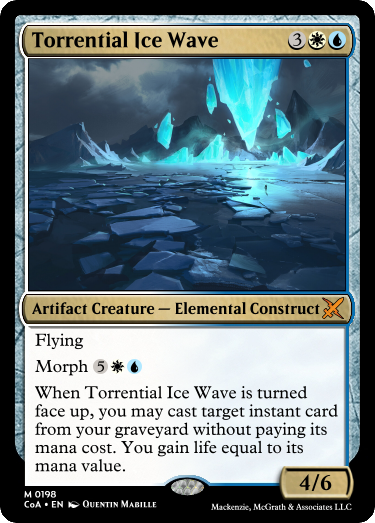 Torrential Ice Wave 3
Artifact Creature — Elemental Construct
Flying
Morph 5
When Torrential Ice Wave is turned
face up, you may cast target instant card
from your graveyard without paying its
mana cost. You gain life equal to its
mana value.
4/6
M 0198
CoA • EN Quentin Mabille
Mackenzie, McGrath & Associates LLC